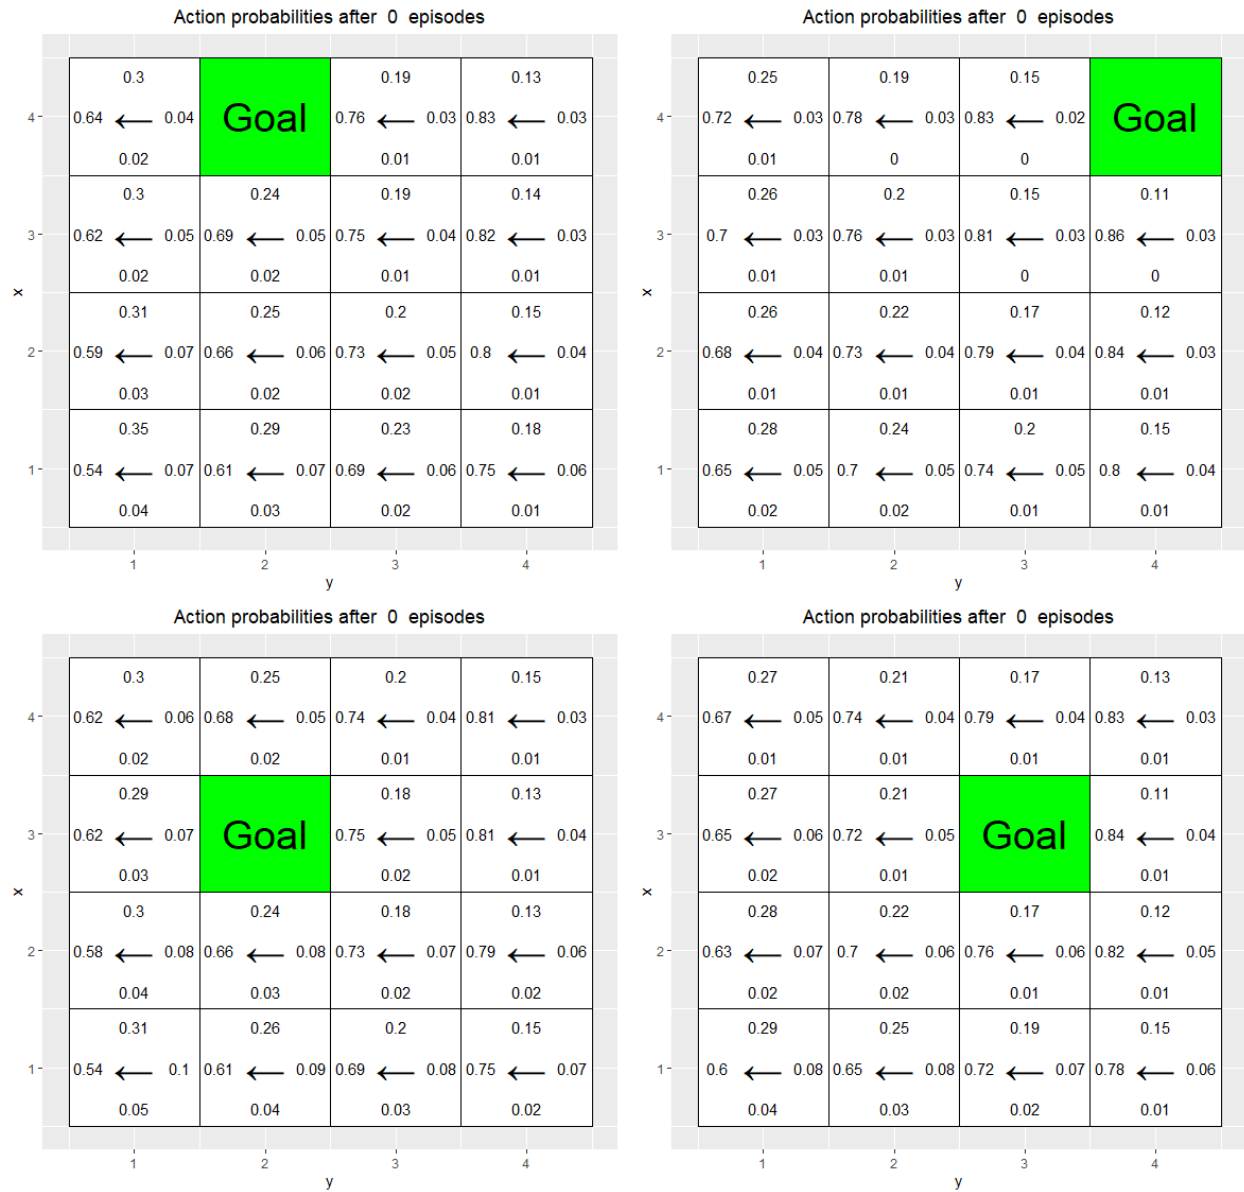 Action probabilities after 0 episodes
0.3 0.19 0.13
4 0.64 ← 0.04 Goal 0.76 ← 0.03 0.83 ← 0.03
0.02 0.01 0.01
0.3 0.24 0.19 0.14
3 0.62 ← 0.05 0.69 ← 0.05 0.75 ← 0.04 0.82 ← 0.03
0.02 0.02 0.01 0.01
x
0.31 0.25 0.2 0.15
2 0.59 ← 0.07 0.66 ← 0.06 0.73 ← 0.05 0.8 ← 0.04
0.03 0.02 0.02 0.01
0.35 0.29 0.23 0.18
1 0.54 ← 0.07 0.61 ← 0.07 0.69 ← 0.06 0.75 ← 0.06
0.04 0.03 0.02 0.01
1 2 3 4
y
Action probabilities after 0 episodes
0.25 0.19 0.15
4 0.72 ← 0.03 0.78 ← 0.03 0.83 ← 0.02 Goal
0.01 0 0
0.26 0.2 0.15 0.11
3 0.7 ← 0.03 0.76 ← 0.03 0.81 ← 0.03 0.86 ← 0.03
0.01 0.01 0 0
x
0.26 0.22 0.17 0.12
2 0.68 ← 0.04 0.73 ← 0.04 0.79 ← 0.04 0.84 ← 0.03
0.01 0.01 0.01 0.01
0.28 0.24 0.2 0.15
1 0.65 ← 0.05 0.7 ← 0.05 0.74 ← 0.05 0.8 ← 0.04
0.02 0.02 0.01 0.01
1 2 3 4
y
Action probabilities after 0 episodes
0.3 0.25 0.2 0.15
4 0.62 ← 0.06 0.68 ← 0.05 0.74 ← 0.04 0.81 ← 0.03
0.02 0.02 0.01 0.01
0.29 0.18 0.13
3 0.62 ← 0.07 Goal 0.75 ← 0.05 0.81 ← 0.04
0.03 0.02 0.01
x
0.3 0.24 0.18 0.13
2 0.58 ← 0.08 0.66 ← 0.08 0.73 ← 0.07 0.79 ← 0.06
0.04 0.03 0.02 0.02
0.31 0.26 0.2 0.15
1 0.54 ← 0.1 0.61 ← 0.09 0.69 ← 0.08 0.75 ← 0.07
0.05 0.04 0.03 0.02
1 2 3 4
y
Action probabilities after 0 episodes
0.27 0.21 0.17 0.13
4 0.67 ← 0.05 0.74 ← 0.04 0.79 ← 0.04 0.83 ← 0.03
0.01 0.01 0.01 0.01
0.27 0.21 0.11
3 0.65 ← 0.06 0.72 ← 0.05 Goal 0.84 ← 0.04
0.02 0.01 0.01
x
0.28 0.22 0.17 0.12
2 0.63 ← 0.07 0.7 ← 0.06 0.76 ← 0.06 0.82 ← 0.05
0.02 0.02 0.01 0.01
0.29 0.25 0.19 0.15
1 0.6 ← 0.08 0.65 ← 0.08 0.72 ← 0.07 0.78 ← 0.06
0.04 0.03 0.02 0.01
1 2 3 4
y